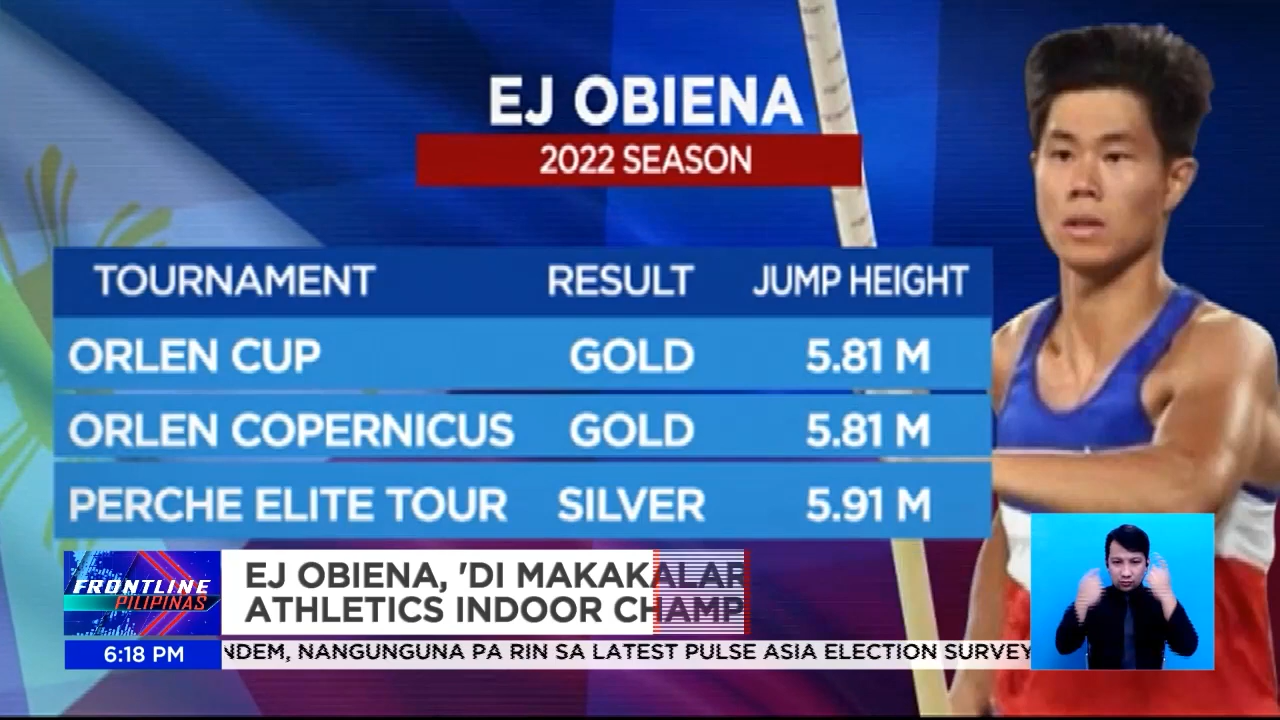 EJ OBIENA
2022 SEASON
TOURNAMENT RESULT JUMP HEIGHT
ORLEN CUP GOLD 5.81 M
ORLEN COPERNICUS GOLD 5.81 M
PERCHE ELITE TOUR SILVER 5.91 M
FRONTLINE
PILIPINAS
EJ OBIENA, 'DI MAKAKALAR
ATHLETICS INDOOR CHAMP
6:18 PM
NDEM, NANGUNGUNA PA RIN SA LATEST PULSE ASIA ELECTION SURVEY